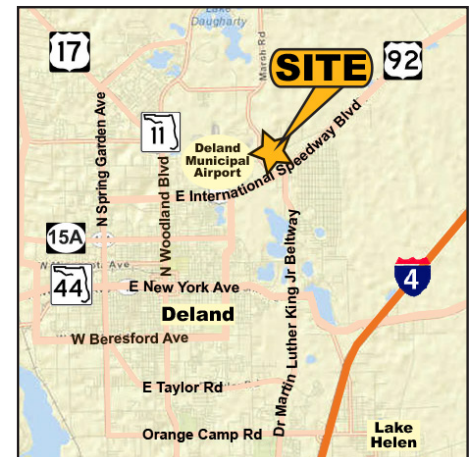 Lake
Daugharty
17
Marsh Rd
SITE
92
11
N Spring Garden Ave
Deland
Municipal
Airport
E International Speedway Blvd
N Woodland Blvd
15A
Ave
44
E New York Ave
4
Deland
Dr Martin Luther King Jr Beltway
W Beresford Ave
E Taylor Rd
Orange Camp Rd
Lake
Helen